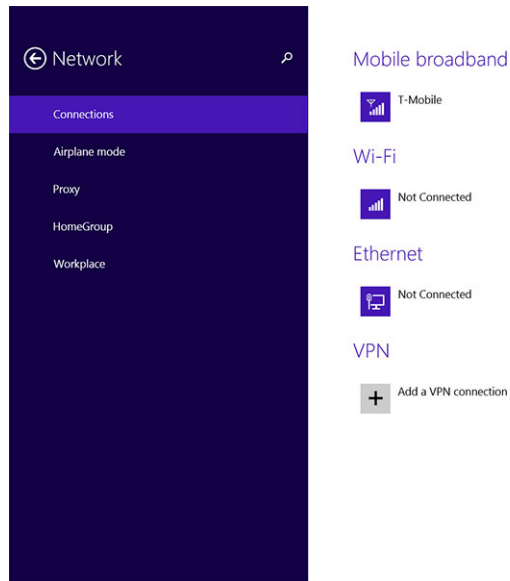 Network
Connections
Airplane mode
Proxy
HomeGroup
Workplace
Mobile broadband
T-Mobile
Wi-Fi
Not Connected
Ethernet
Not Connected
VPN
Add a VPN connection